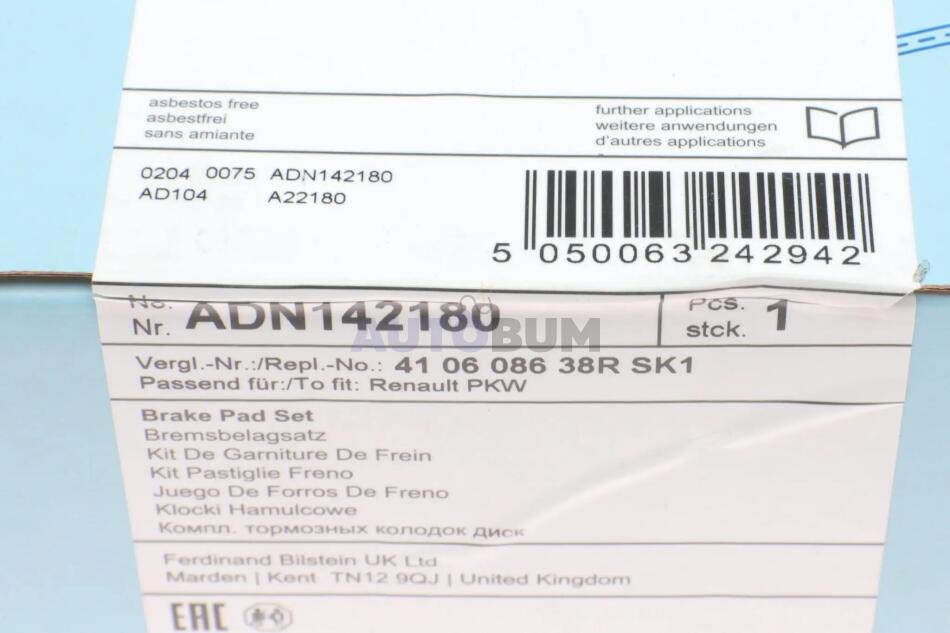 asbestos free
asbestfrei
sans amiante
further applications
weitere anwendungen
d'autres applications
0204 0075 ADN142180
AD104 A22180
5 050063 242942
No.
Nr. ADN142180
Pcs.
stck. 1
AUTOBUM
Vergl.-Nr.:/Repl.-No.: 41 06 086 38R SK1
Passend für:/To fit: Renault PKW
Brake Pad Set
Bremsbelagsatz
Kit De Garniture De Frein
Kit Pastiglie Freno
Juego De Forros De Freno
Klocki Hamulcowe
Компл. тормозных колодок диск
Ferdinand Bilstein UK Ltd
Marden | Kent TN12 9QJ | United Kingdom
EAC